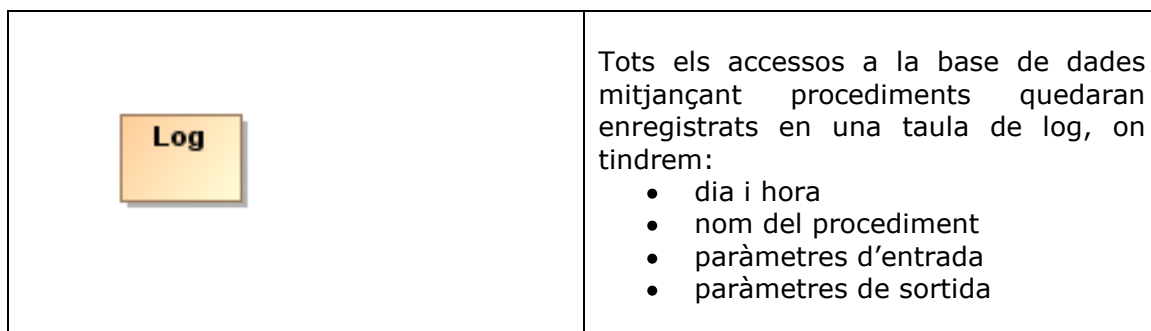 Log
Tots els accessos a la base de dades
mitjançant procediments quedaran
enregistrats en una taula de log, on
tindrem:
• dia i hora
• nom del procediment
• paràmetres d’entrada
• paràmetres de sortida